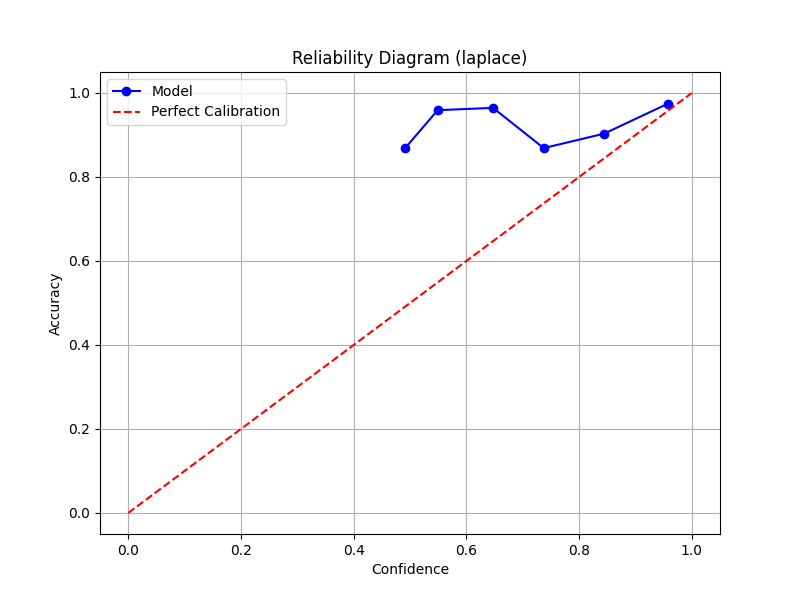 Reliability Diagram (laplace)
Model
Perfect Calibration
1.0
0.8
0.6
0.4
0.2
0.0
Accuracy
0.0 0.2 0.4 0.6 0.8 1.0
Confidence